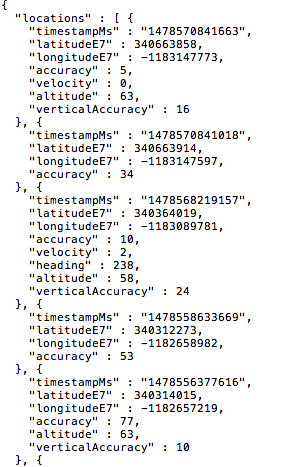 {
"locations" : [ {
"timestampMs" : "1478570841663",
"latitudeE7" : 340663858,
"longitudeE7" : -1183147773,
"accuracy" : 5,
"velocity" : 0,
"altitude" : 63,
"verticalAccuracy" : 16
}, {
"timestampMs" : "1478570841018",
"latitudeE7" : 340663914,
"longitudeE7" : -1183147597,
"accuracy" : 34
}, {
"timestampMs" : "1478568219157",
"latitudeE7" : 340364019,
"longitudeE7" : -1183089781,
"accuracy" : 10,
"velocity" : 2,
"heading" : 238,
"altitude" : 58,
"verticalAccuracy" : 24
}, {
"timestampMs" : "1478558633669",
"latitudeE7" : 340312273,
"longitudeE7" : -1182658982,
"accuracy" : 53
}, {
"timestampMs" : "1478556377616",
"latitudeE7" : 340314015,
"longitudeE7" : -1182657219,
"accuracy" : 77,
"altitude" : 63,
"verticalAccuracy" : 10
}, {